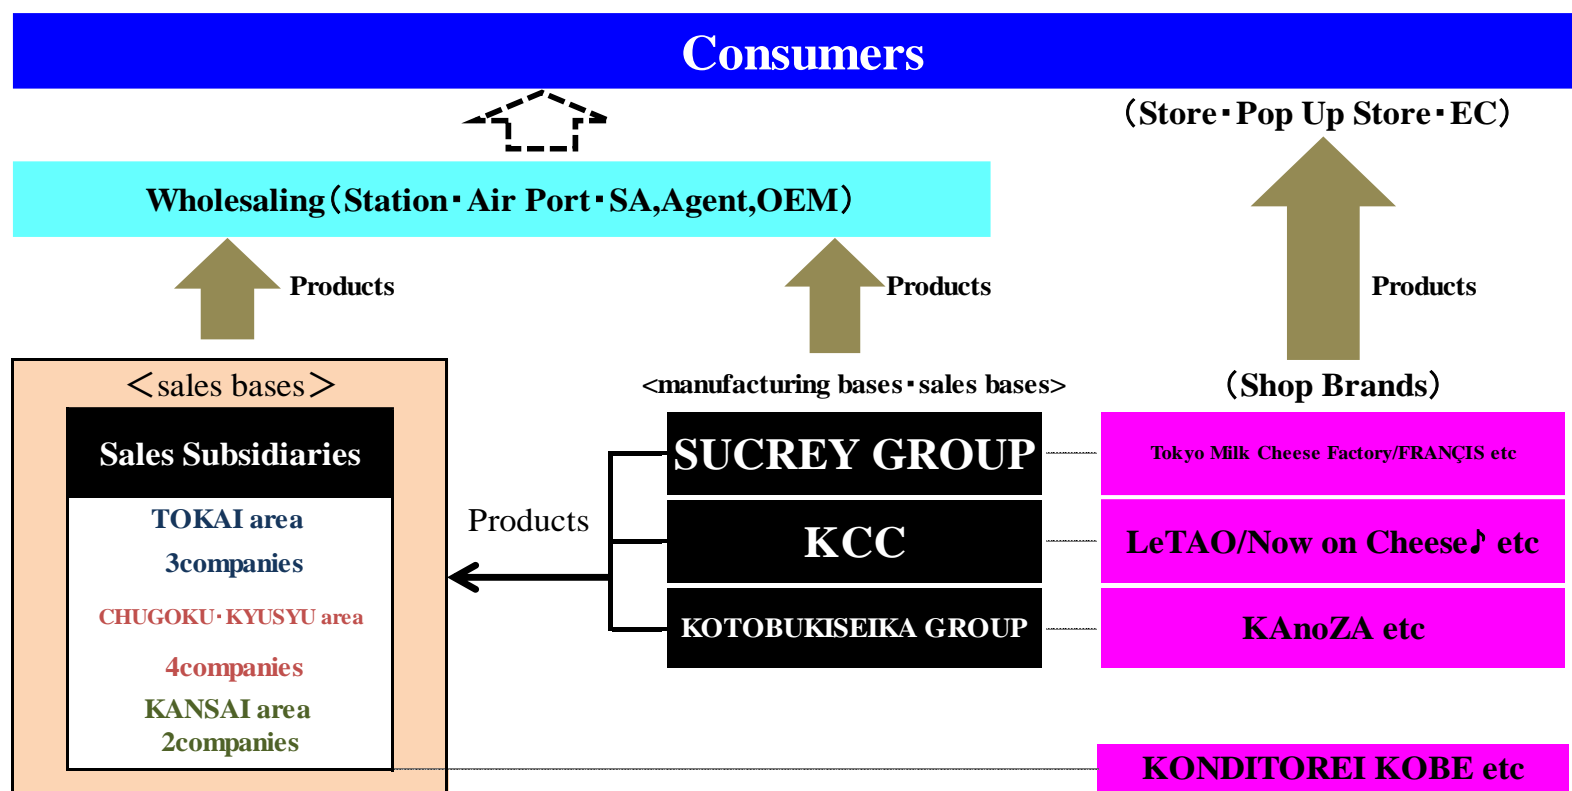 Consumers
（Store・Pop Up Store・EC）
Wholesaling（Station・Air Port・SA,Agent,OEM）
Products
Products
Products
＜sales bases＞
<manufacturing bases・sales bases>
（Shop Brands）
Sales Subsidiaries
TOKAI area
3companies
CHUGOKU・KYUSYU area
4companies
KANSAI area
2companies
Products
SUCREY GROUP
KCC
KOTOBUKISEIKA GROUP
Tokyo Milk Cheese Factory/FRANÇIS etc
LeTAO/Now on Cheese♪ etc
KAnoZA etc
KONDITOREI KOBE etc